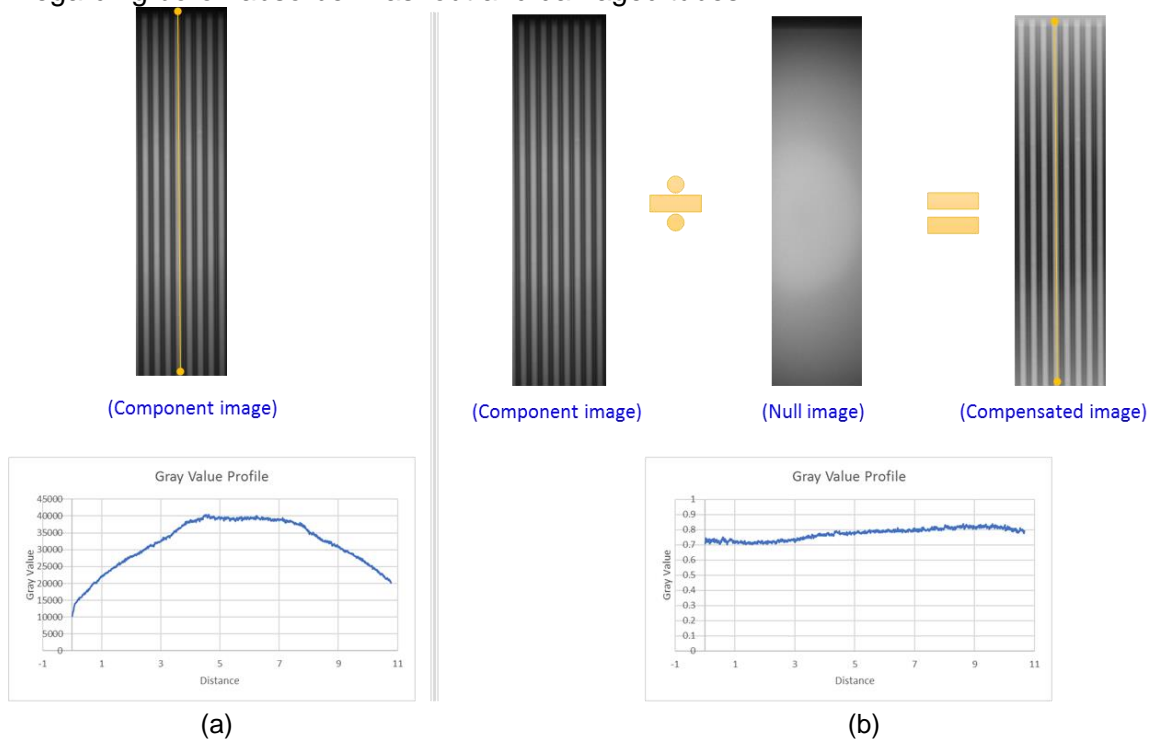 (Component image)
(Component image)
(Null image)
(Compensated image)
Gray Value Profile
45000
40000
35000
30000
25000
20000
15000
10000
5000
0
-1
1
3
5
7
9
11
Gray Value
Distance
(a)
Gray Value Profile
1
0.9
0.8
0.7
0.6
0.5
0.4
0.3
0.2
0.1
0
-1
1
3
5
7
9
11
Gray Value
Distance
(b)